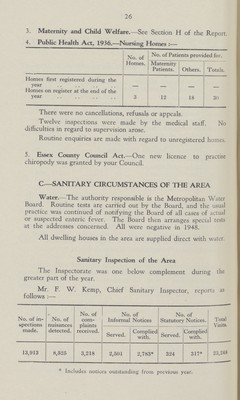 26
3. Maternity and Child Welfare.—See Section H of the Report.
4. Public Health Act, 1936.—Nursing Homes :—
No. of Homes. No. of Patients provided for.
Maternity Patients. Others. Totals.
Homes first registered during the year — — — —
Homes on register at the end of the year 3 12 18 30
There were no cancellations, refusals or appeals.
Twelve inspections were made by the medical staff. No
difficulties in regard to supervision arose.
Routine enquiries are made with regard to unregistered homes.
5. Essex County Council Act.—One new licence to practise
chiropody was granted by your Council.
C.—SANITARY CIRCUMSTANCES OF THE AREA
Water.—The authority responsible is the Metropolitan Water
Board. Routine tests are carried out by the Board, and the usual
practice was continued of notifying the Board of all cases of actual
or suspected enteric fever. The Board then arranges special tests
at the addresses concerned. All were negative in 1948.
All dwelling houses in the area are supplied direct with water.
Sanitary Inspection of the Area
The Inspectorate was one below complement during the
greater part of the year.
Mr. F. W. Kemp, Chief Sanitary Inspector, reports as
follows :—
No. of inspections made. No. of nuisances detected. No. of complaints received. No. of Informal Notices No. of Statutory Notices Total Visits
Served. Complied with. Served. Complied with.
13,913 8,525 3,218 2,501 2,743* 324 317*
* Includes notices outstanding from previous year.